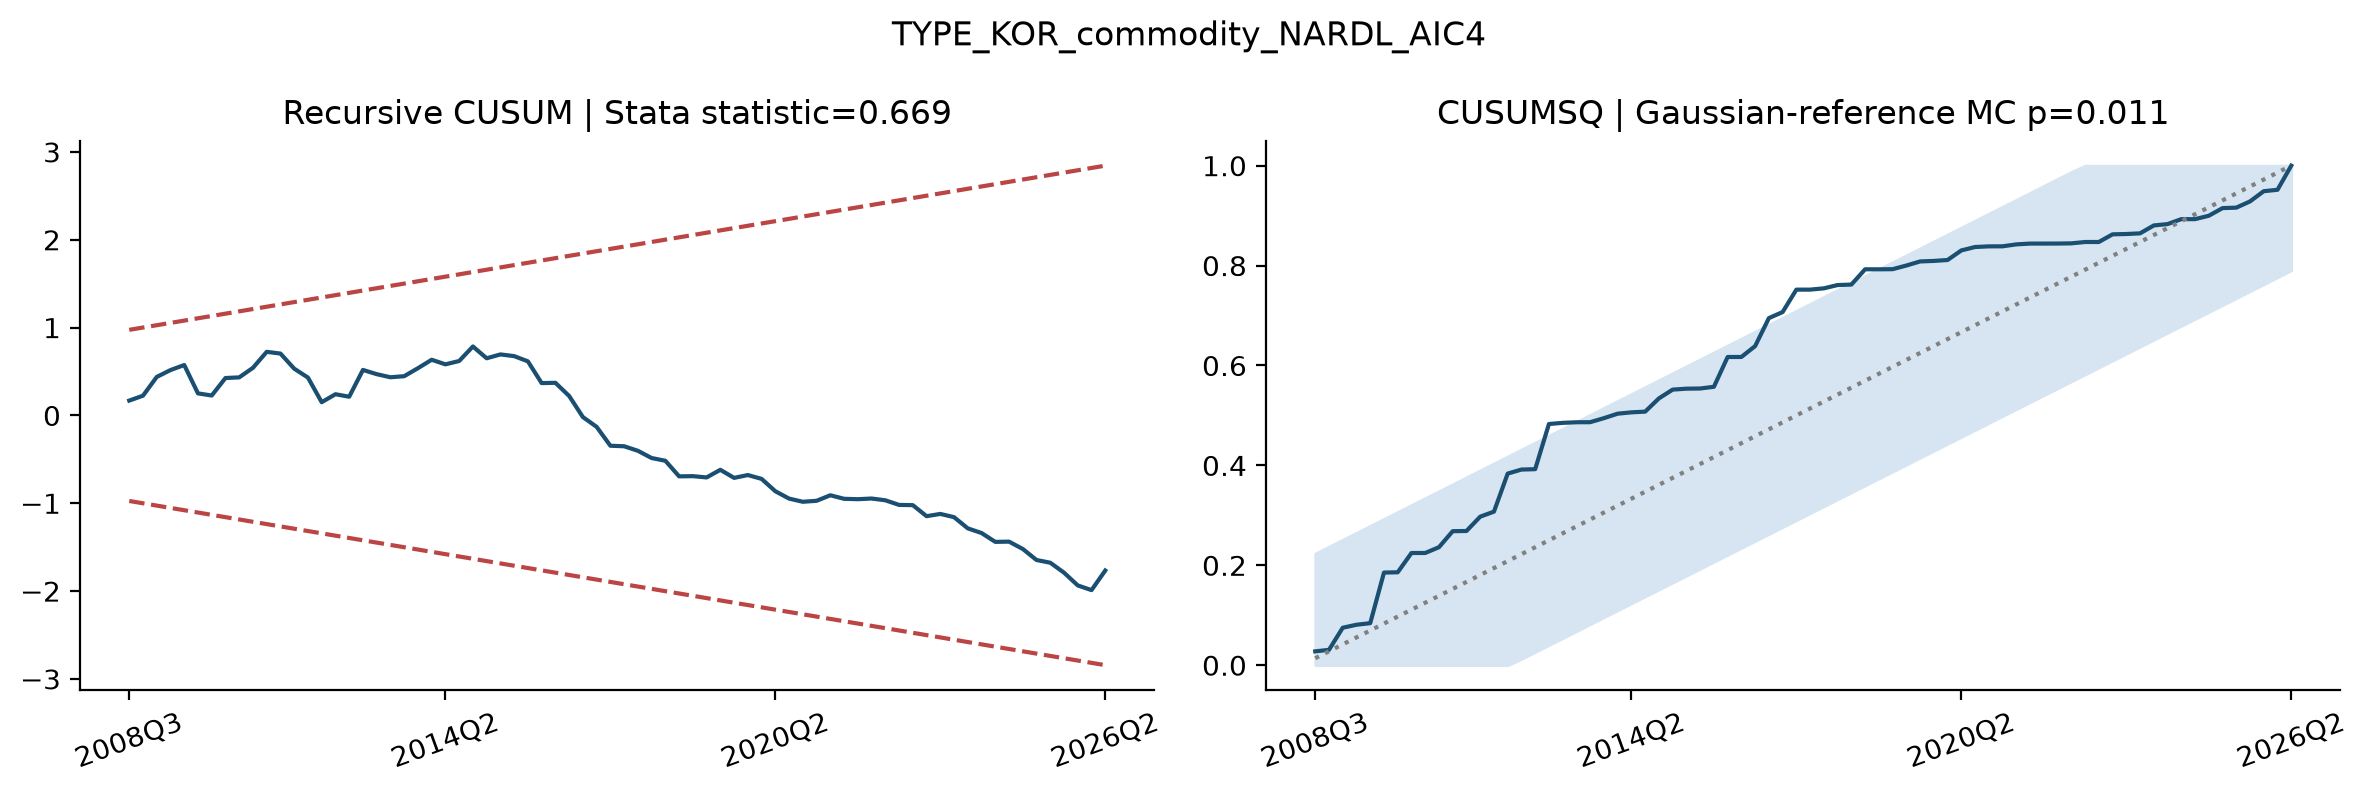 TYPE_KOR_commodity_NARDL_AIC4
Recursive CUSUM | Stata statistic=0.669
3
2
1
0
−1
−2
−3
2008Q3
2014Q2
2020Q2
2026Q2
CUSUMSQ | Gaussian-reference MC p=0.011
1.0
0.8
0.6
0.4
0.2
0.0
2008Q3
2014Q2
2020Q2
2026Q2